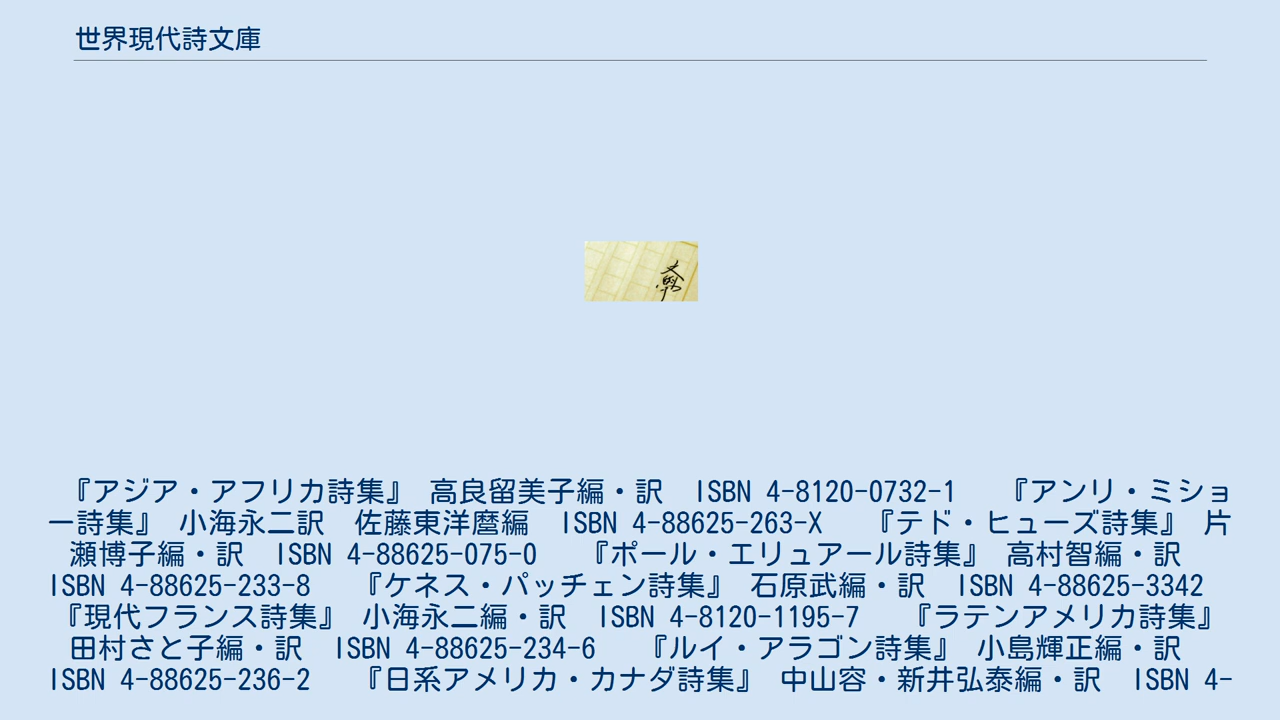 世界現代詩文庫
『アジア・アフリカ詩集』 高良留美子編・訳 ISBN 4-8120-0732-1 『アンリ・ミショ
ー詩集』 小海永二訳 佐藤東洋麿編 ISBN 4-88625-263-X 『テド・ヒューズ詩集』 片
瀬博子編・訳 ISBN 4-88625-075-0 『ポール・エリュアール詩集』 高村智編・訳
ISBN 4-88625-233-8 『ケネス・パッチェン詩集』 石原武編・訳 ISBN 4-88625-3342
『現代フランス詩集』 小海永二編・訳 ISBN 4-8120-1195-7 『ラテンアメリカ詩集』
田村さと子編・訳 ISBN 4-88625-234-6 『ルイ・アラゴン詩集』 小島輝正編・訳
ISBN 4-88625-236-2 『日系アメリカ・カナダ詩集』 中山容・新井弘泰編・訳 ISBN 4-